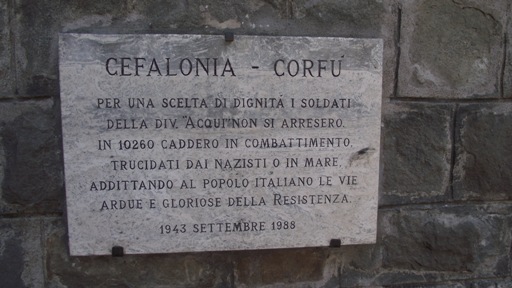 CEFALONIA - CORFU'
PER UNA SCELTA DI DIGNITÀ I SOLDATI
DELLA DIV. "ACQUI" NON SI ARRESERO.
IN 10260 CADDERO IN COMBATTIMENTO,
TRUCIDATI DAI NAZISTI O IN MARE,
ADDITTANDO AL POPOLO ITALIANO LE VIE
ARDUE E GLORIOSE DELLA RESISTENZA.
1943 SETTEMBRE 1988